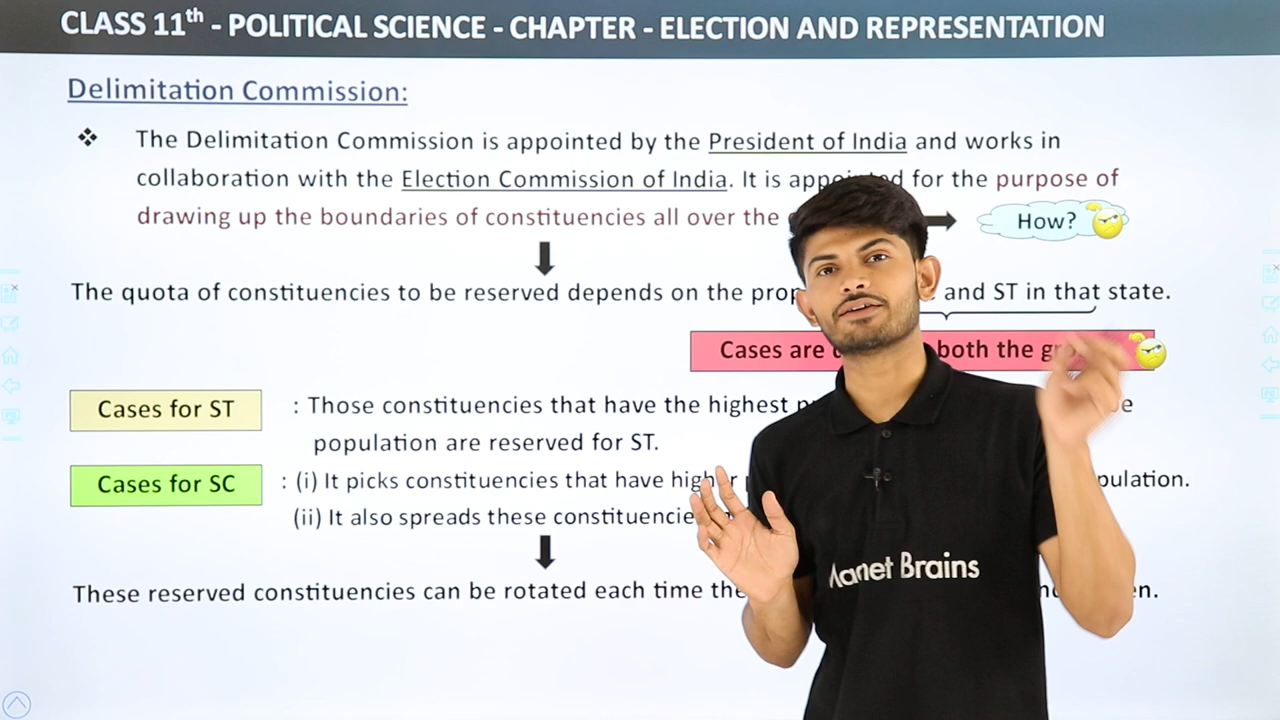 CLASS 11th - POLITICAL SCIENCE - CHAPTER - ELECTION AND REPRESENTATION
Delimitation Commission:
❖ The Delimitation Commission is appointed by the President of India and works in
collaboration with the Election Commission of India. It is appointed for the purpose of
drawing up the boundaries of constituencies all over the
How?
The quota of constituencies to be reserved depends on the and ST in that state.
Cases are both the
Cases for ST : Those constituencies that have the highest
population are reserved for ST.
Cases for SC : (i) It picks constituencies that have higher
(ii) It also spreads these
These reserved constituencies can be rotated each time the
Magnet Brains